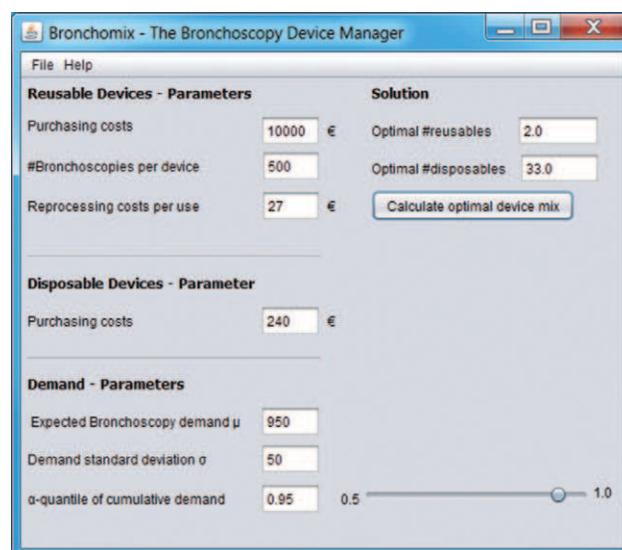 Bronchomix - The Bronchoscopy Device Manager
File Help
Reusable Devices - Parameters
Purchasing costs 10000 €
#Bronchoscopies per device 500
Reprocessing costs per use 27 €
Solution
Optimal #reusables 2.0
Optimal #disposables 33.0
Calculate optimal device mix
Disposable Devices - Parameter
Purchasing costs 240 €
Demand - Parameters
Expected Bronchoscopy demand μ 950
Demand standard deviation σ 50
α-quantile of cumulative demand 0.95 0.5 1.0